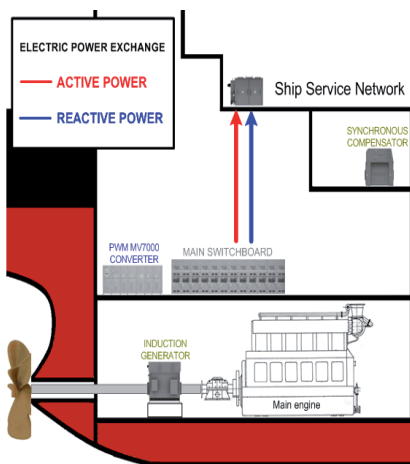 ELECTRIC POWER EXCHANGE
ACTIVE POWER
REACTIVE POWER
Ship Service Network
SYNCHRONOUS
COMPENSATOR
PWM MV7000
CONVERTER
MAIN SWITCHBOARD
INDUCTION
GENERATOR
Main engine